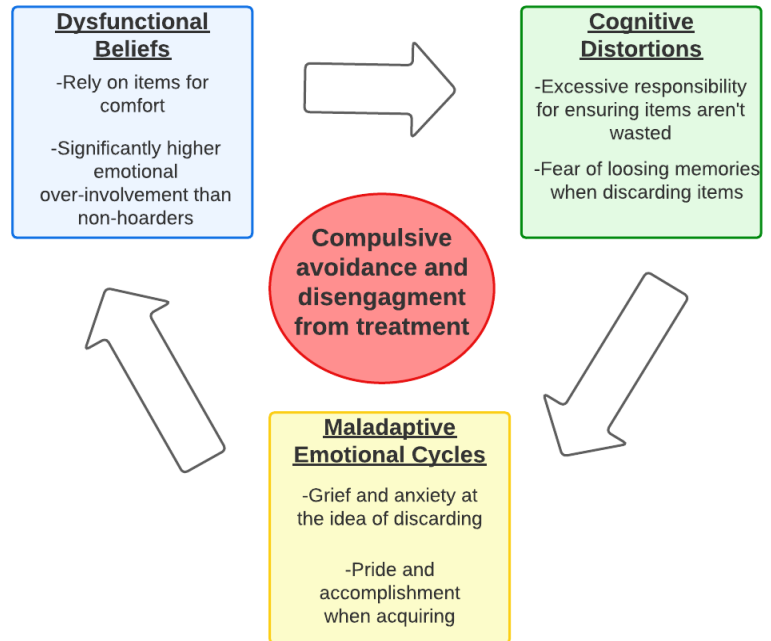 Dysfunctional
Beliefs
-Rely on items for
comfort
-Significantly higher
emotional
over-involvement than
non-hoarders
Cognitive
Distortions
-Excessive responsibility
for ensuring items aren't
wasted
-Fear of loosing memories
when discarding items
Compulsive
avoidance and
disengagment
from treatment
Maladaptive
Emotional Cycles
-Grief and anxiety at
the idea of discarding
-Pride and
accomplishment
when acquiring